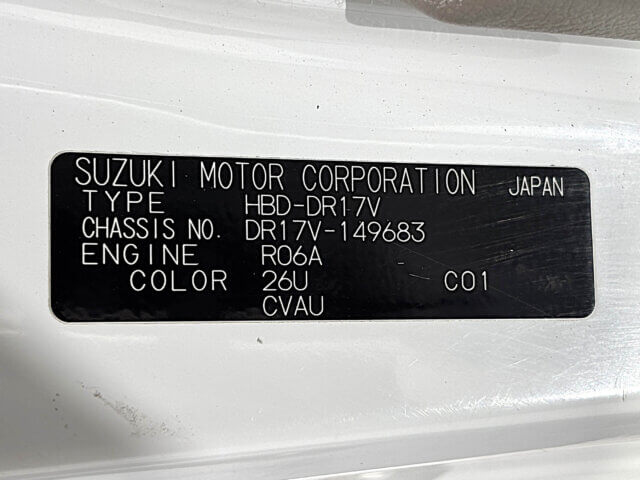 SUZUKI MOTOR CORPORATION JAPAN
TYPE HBD-DR17V
CHASSIS NO. DR17V-149683
ENGINE R06A -
COLOR 26U C01
CVAU